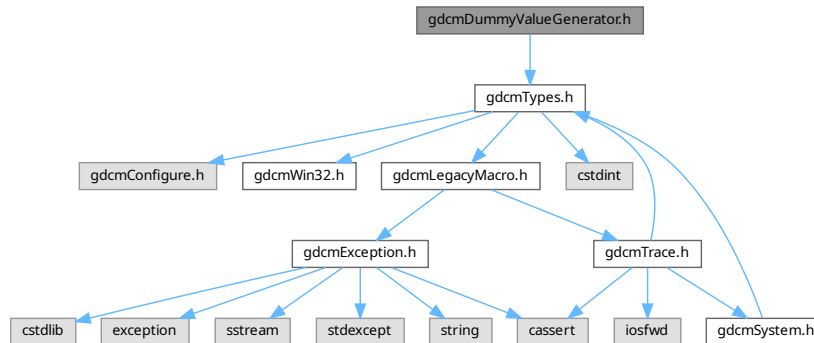 gdcmDummyValueGenerator.h
gdcmTypes.h
gdcmConfigure.h
gdcmWin32.h
gdcmLegacyMacro.h
cstdint
gdcmException.h
gdcmTrace.h
cstdlib
exception
sstream
stdexcept
string
cassert
iosfwd
gdcmSystem.h